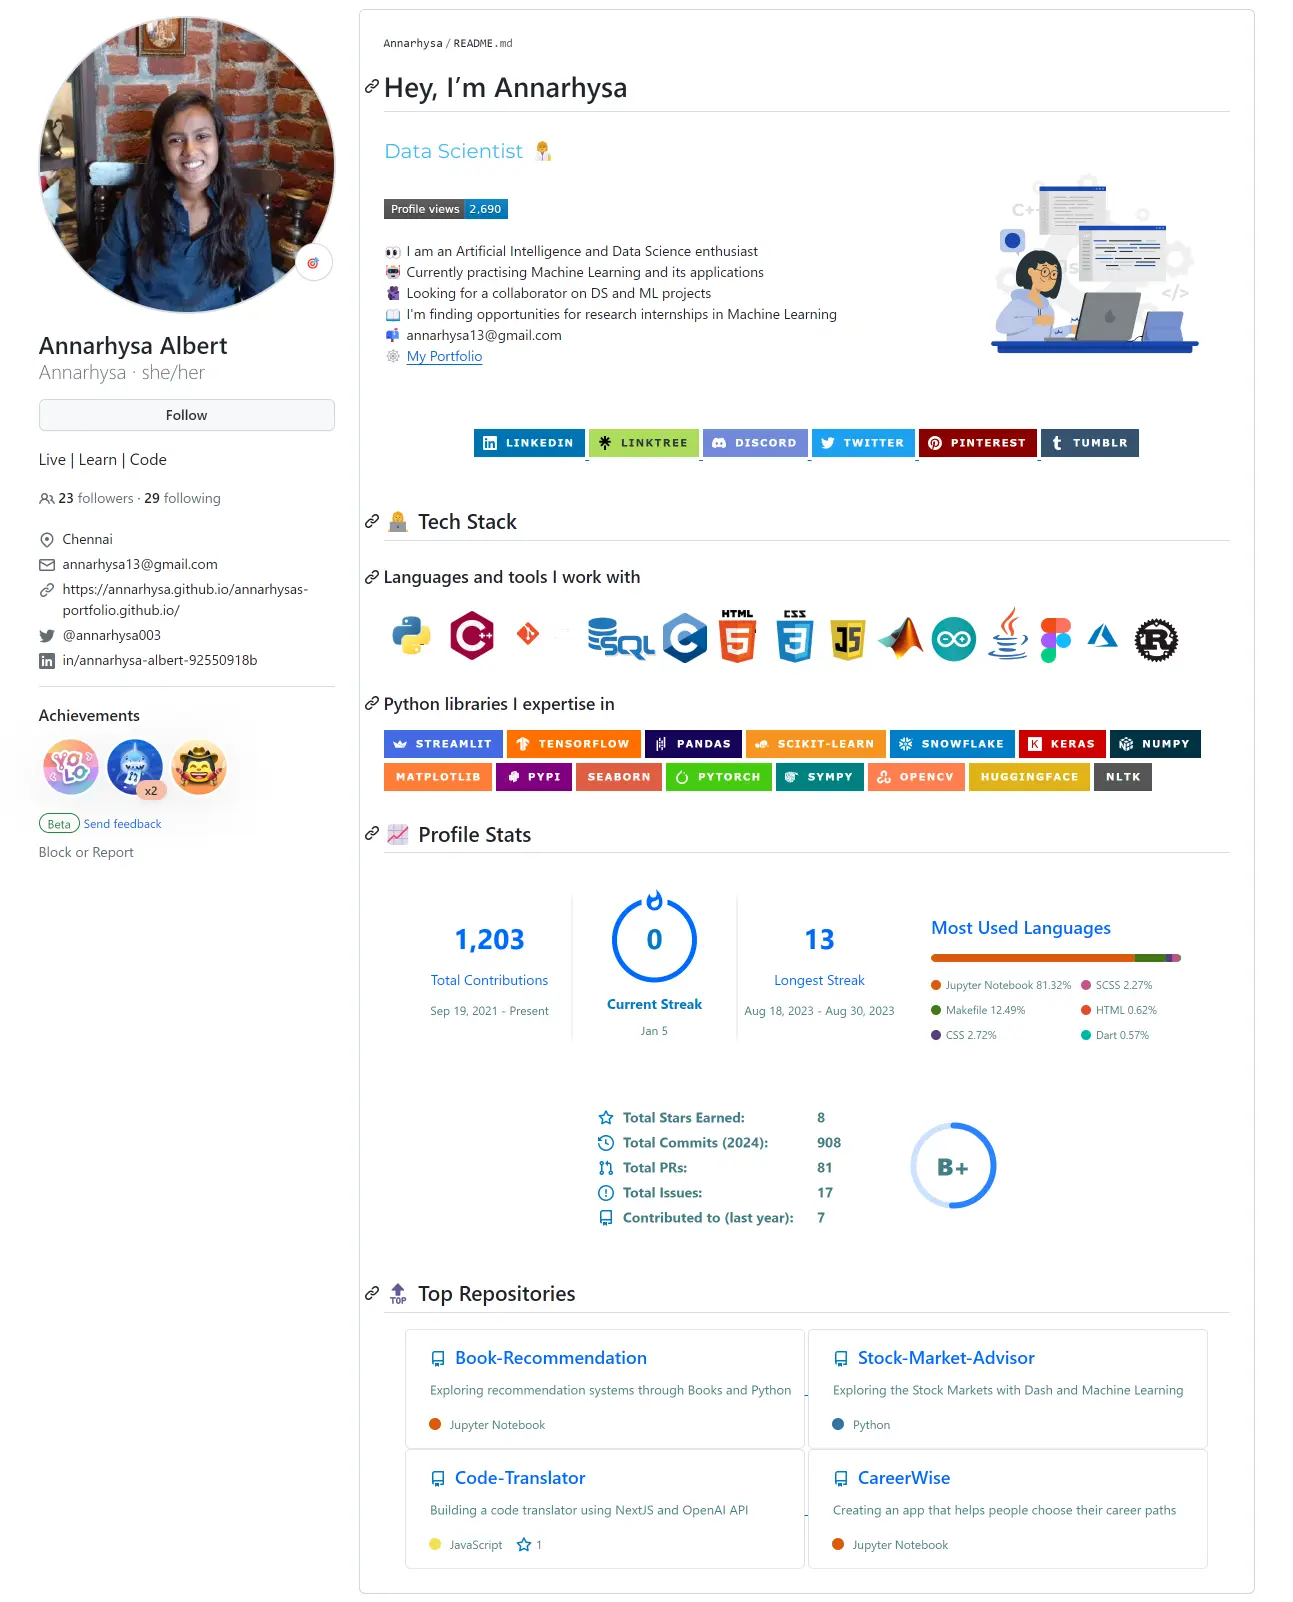 Annarhysa Albert
Annarhysa · she/her
Follow
Live | Learn | Code
23 followers · 29 following
Chennai
annarhysa13@gmail.com
https://annarhysa.github.io/annarhysas-
portfolio.github.io/
@annarhysa003
in/annarhysa-albert-92550918b
Achievements
YOLO
x2
Beta Send feedback
Block or Report
Annarhysa / README.md
Hey, I’m Annarhysa
Data Scientist
Profile views 2,690
I am an Artificial Intelligence and Data Science enthusiast
Currently practising Machine Learning and its applications
Looking for a collaborator on DS and ML projects
I'm finding opportunities for research internships in Machine Learning
annarhysa13@gmail.com
My Portfolio
C++
Js
</>
LINKEDIN LINKTREE DISCORD TWITTER PINTEREST TUMBLR
Tech Stack
Languages and tools I work with
C++ SQL C HTML 5 CSS 3 JS R
Python libraries I expertise in
STREAMLIT TENSORFLOW PANDAS SCIKIT-LEARN SNOWFLAKE K KERAS NUMPY
MATPLOTLIB PYPI SEABORN PYTORCH SYMPY OPENCV HUGGINGFACE NLTK
Profile Stats
1,203
Total Contributions
Sep 19, 2021 - Present
0
Current Streak
Jan 5
13
Longest Streak
Aug 18, 2023 - Aug 30, 2023
Most Used Languages
Jupyter Notebook 81.32% SCSS 2.27%
Makefile 12.49% HTML 0.62%
CSS 2.72% Dart 0.57%
Total Stars Earned: 8
Total Commits (2024): 908
Total PRs: 81
Total Issues: 17
Contributed to (last year): 7
B+
TOP Top Repositories
Book-Recommendation
Exploring recommendation systems through Books and Python
Jupyter Notebook
Stock-Market-Advisor
Exploring the Stock Markets with Dash and Machine Learning
Python
Code-Translator
Building a code translator using NextJS and OpenAI API
JavaScript 1
CareerWise
Creating an app that helps people choose their career paths
Jupyter Notebook